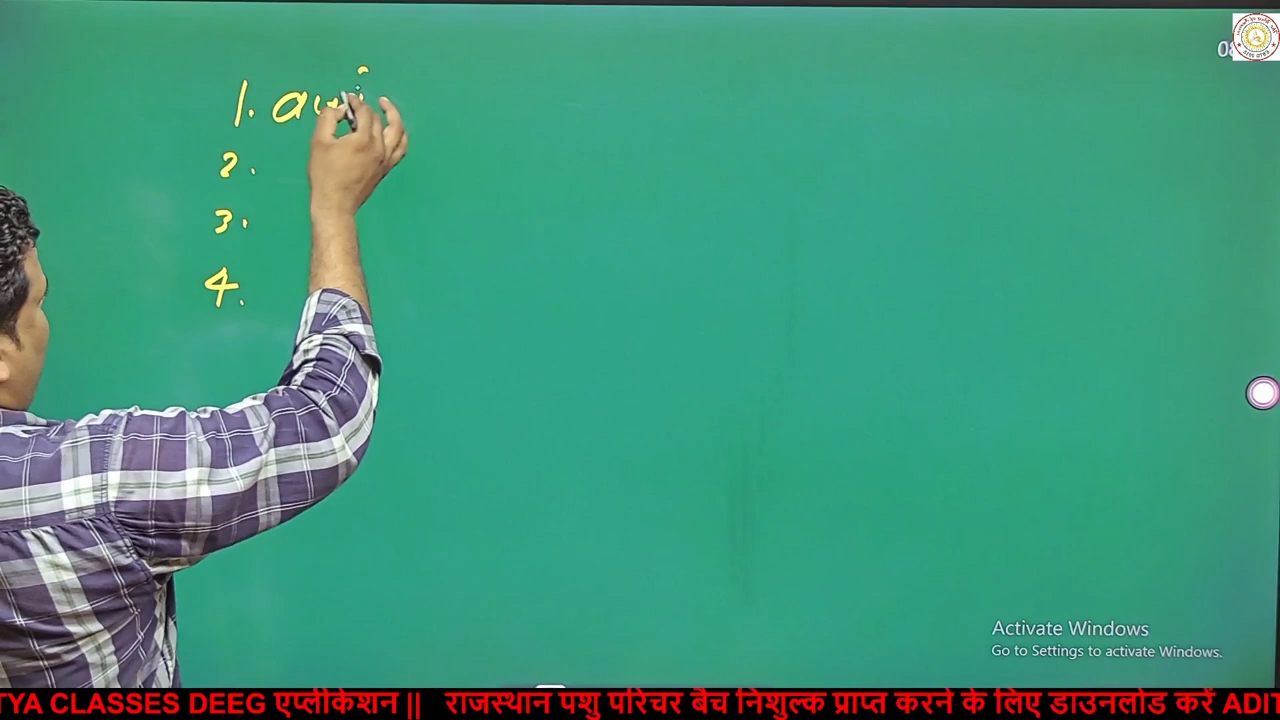 1.
2.
3.
4.
Activate Windows
Go to Settings to activate Windows.
TYA CLASSES DEEG एप्लीकेशन || राजस्थान पशु परिचर बैच निशुल्क प्राप्त करने के लिए डाउनलोड करें ADIT